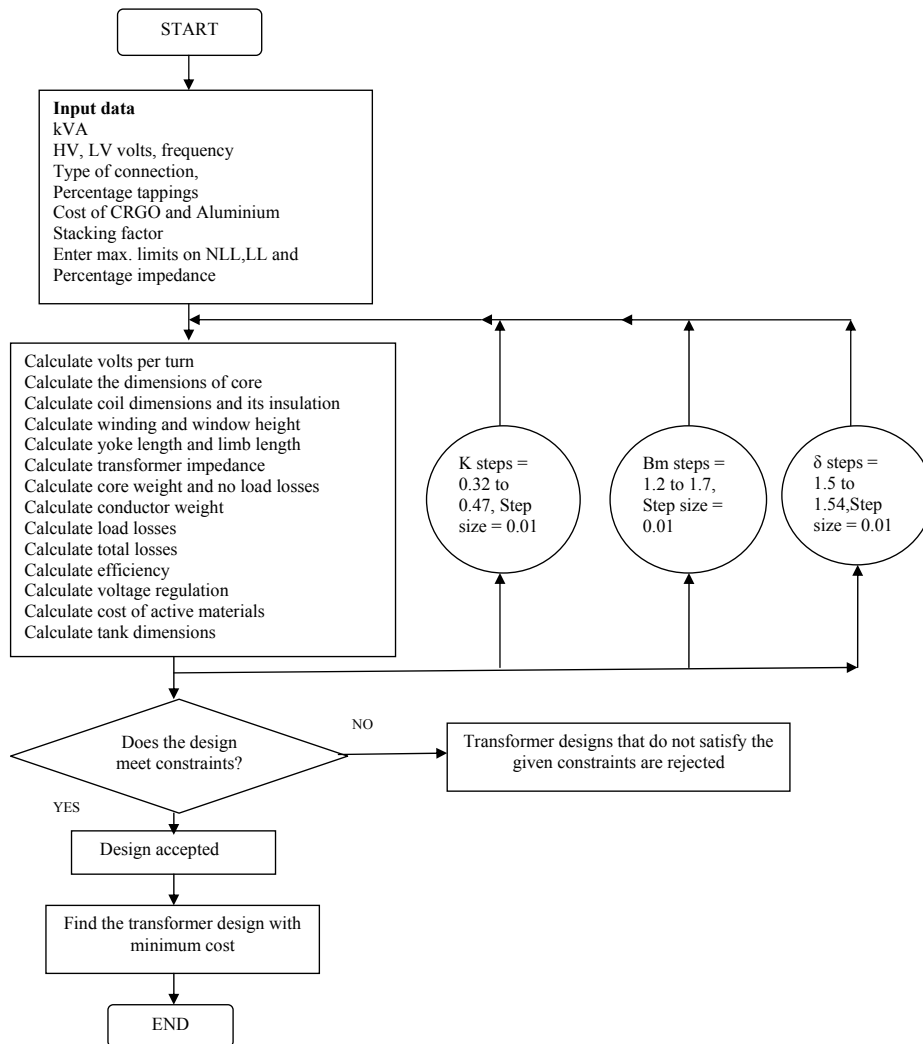 START
Input data
kVA
HV, LV volts, frequency
Type of connection,
Percentage tappings
Cost of CRGO and Aluminium
Stacking factor
Enter max. limits on NLL,LL and
Percentage impedance
Calculate volts per turn
Calculate the dimensions of core
Calculate coil dimensions and its insulation
Calculate winding and window height
Calculate yoke length and limb length
Calculate transformer impedance
Calculate core weight and no load losses
Calculate conductor weight
Calculate load losses
Calculate total losses
Calculate efficiency
Calculate voltage regulation
Calculate cost of active materials
Calculate tank dimensions
K steps =
0.32 to
0.47, Step
size = 0.01
Bm steps =
1.2 to 1.7,
Step size =
0.01
δ steps =
1.5 to
1.54,Step
size = 0.01
Does the design
meet constraints?
NO
Transformer designs that do not satisfy the
given constraints are rejected
YES
Design accepted
Find the transformer design with
minimum cost
END